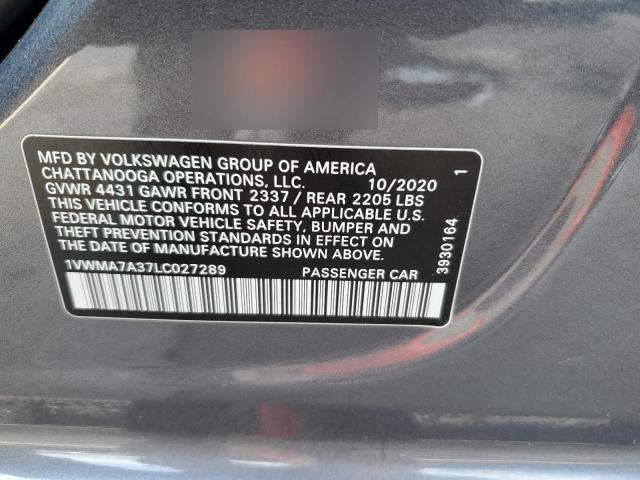 MFD BY VOLKSWAGEN GROUP OF AMERICA
CHATTANOOGA OPERATIONS, LLC. 10/2020
GVWR 4431 GAWR FRONT 2337 / REAR 2205 LBS
THIS VEHICLE CONFORMS TO ALL APPLICABLE U.S.
FEDERAL MOTOR VEHICLE SAFETY, BUMPER AND
THEFT PREVENTION STANDARDS IN EFFECT ON
THE DATE OF MANUFACTURE SHOWN ABOVE.
1VWMA7A37LC027289 PASSENGER CAR
3930164 1